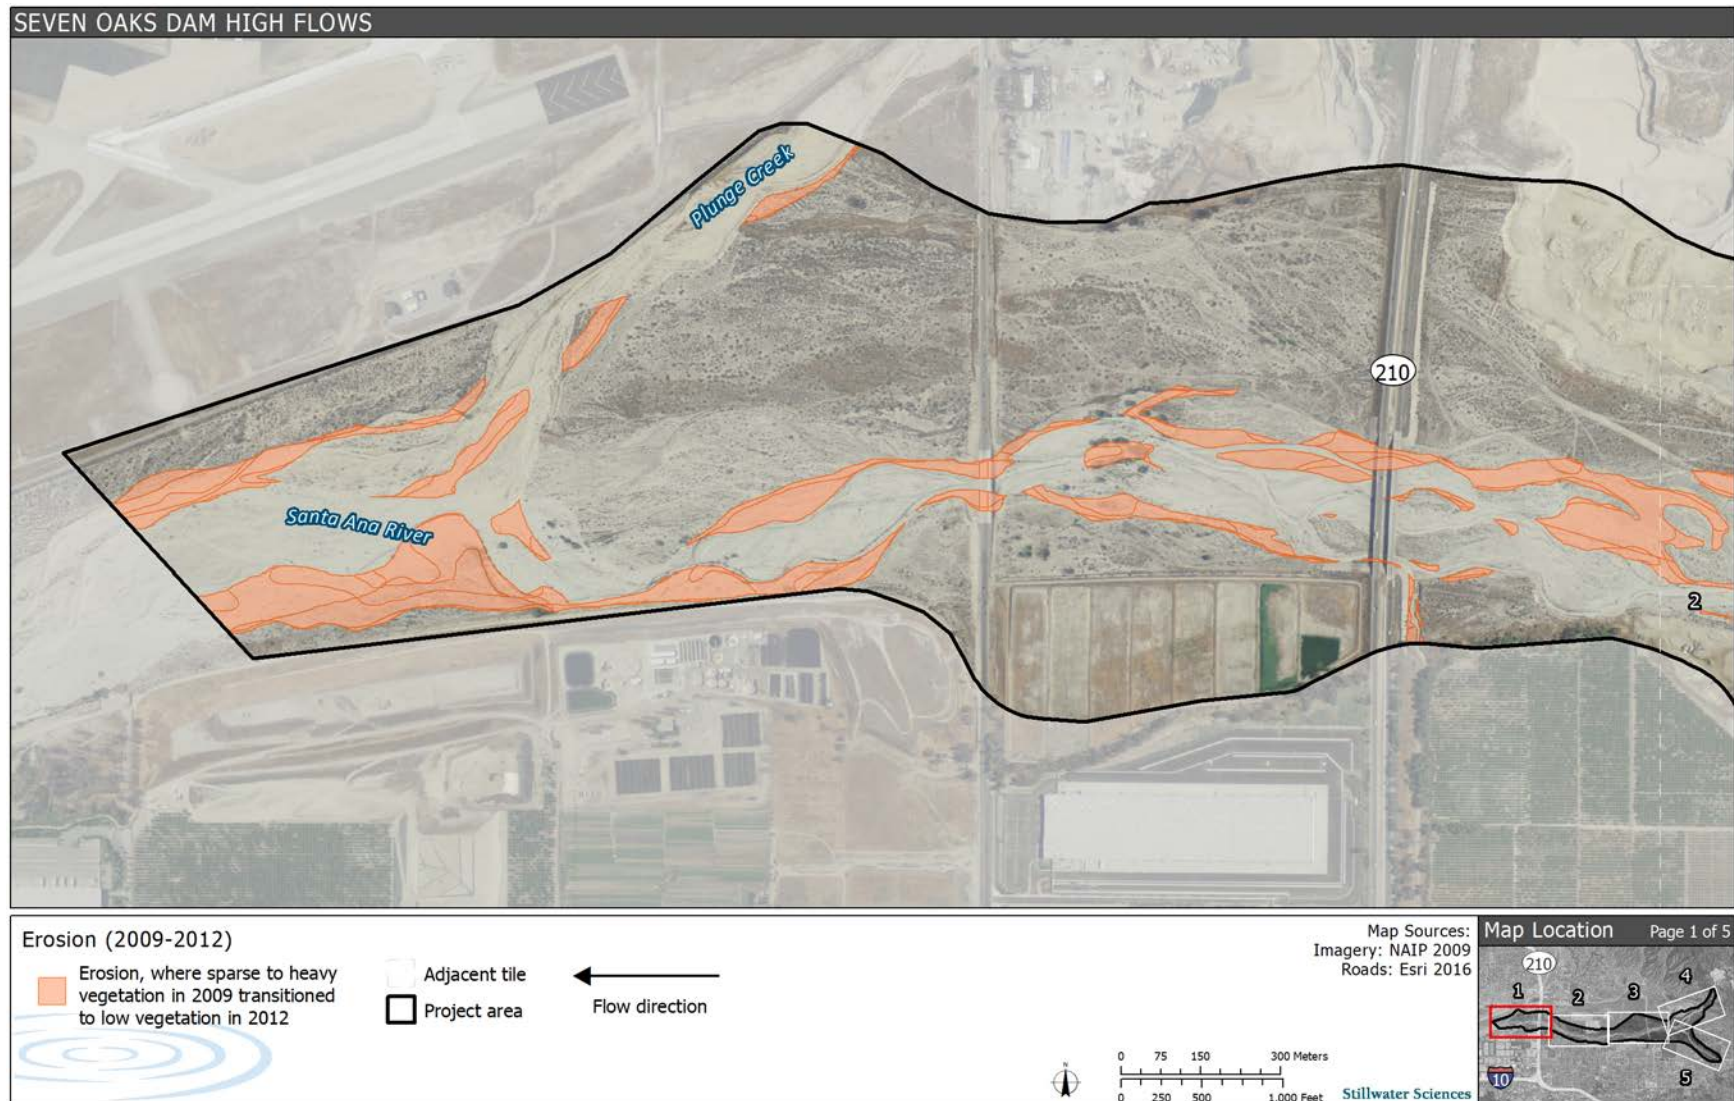 SEVEN OAKS DAM HIGH FLOWS
Plunge Creek
210
Santa Ana River
2
Erosion (2009-2012)
Erosion, where sparse to heavy
vegetation in 2009 transitioned
to low vegetation in 2012
Adjacent tile
Project area
Flow direction
Map Sources:
Imagery: NAIP 2009
Roads: Esri 2016
N
0 75 150 300 Meters
0 250 500 1,000 Feet
Stillwater Sciences
Map Location Page 1 of 5
210
4
1 2 3
10
5